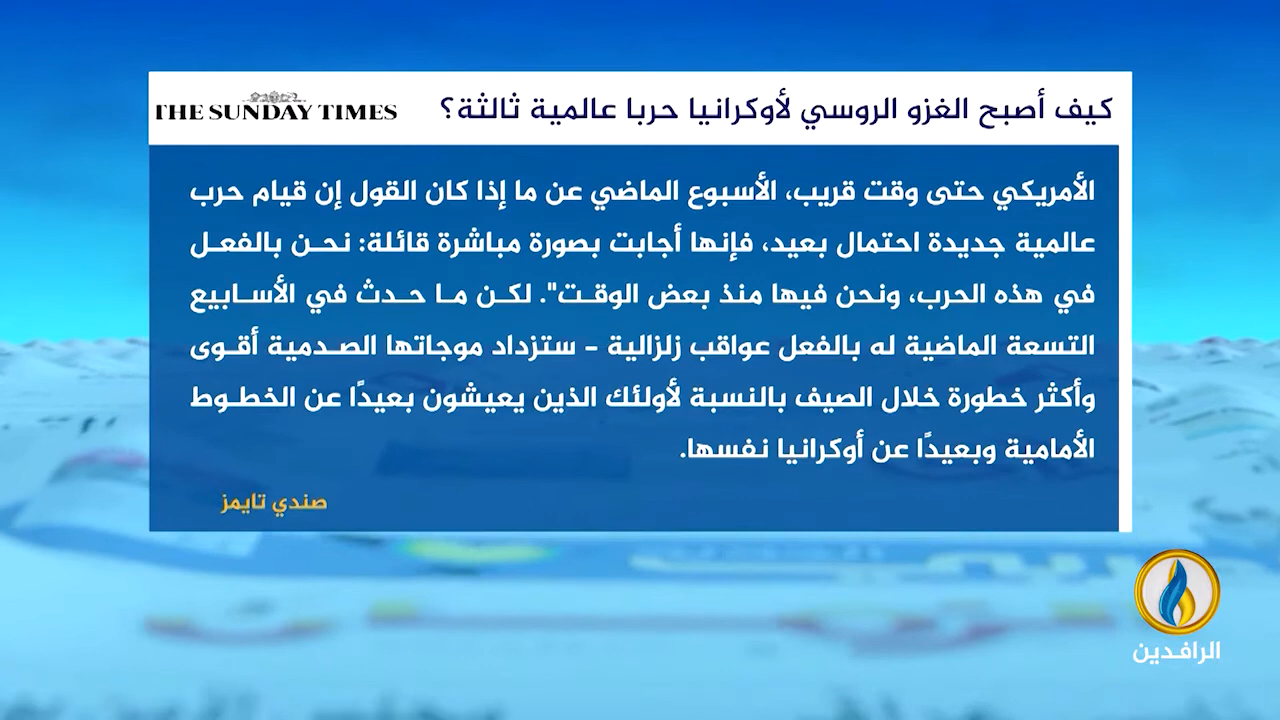 كيف أصبح الغزو الروسي لأوكرانيا حربا عالمية ثالثة؟
THE SUNDAY TIMES
الأمريكي حتى وقت قريب، الأسبوع الماضي عن ما إذا كان القول إن قيام حرب
عالمية جديدة احتمال بعيد، فإنها أجابت بصورة مباشرة قائلة: نحن بالفعل
في هذه الحرب، ونحن فيها منذ بعض الوقت". لكن ما حدث في الأسابيع
التسعة الماضية له بالفعل عواقب زلزالية - ستزداد موجاتها الصدمية أقوى
وأكثر خطورة خلال الصيف بالنسبة لأولئك الذين يعيشون بعيدًا عن الخطوط
الأمامية وبعيدًا عن أوكرانيا نفسها.
صندي تايمز
الرافدين